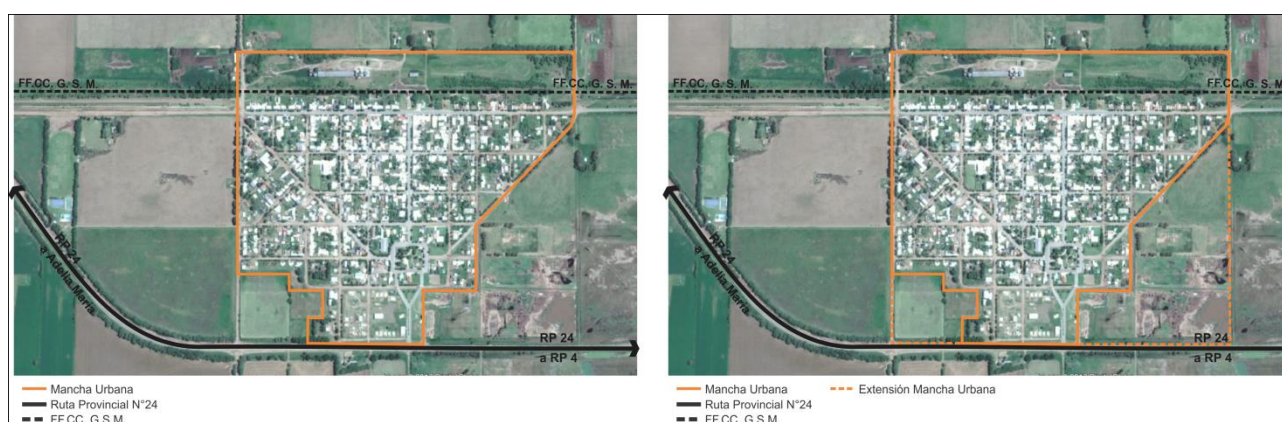 FF.CC. G. S. M.
FF.CC. G. S. M.
RP 24
a Adelia María
RP 24
a RP 4
Mancha Urbana
Ruta Provincial N°24
FF.CC. G.S.M.
FF.CC. G. S. M.
FF.CC. G. S. M.
RP 24
a Adelia María
RP 24
a RP 4
Mancha Urbana
Extensión Mancha Urbana
Ruta Provincial N°24
FF.CC. G.S.M.